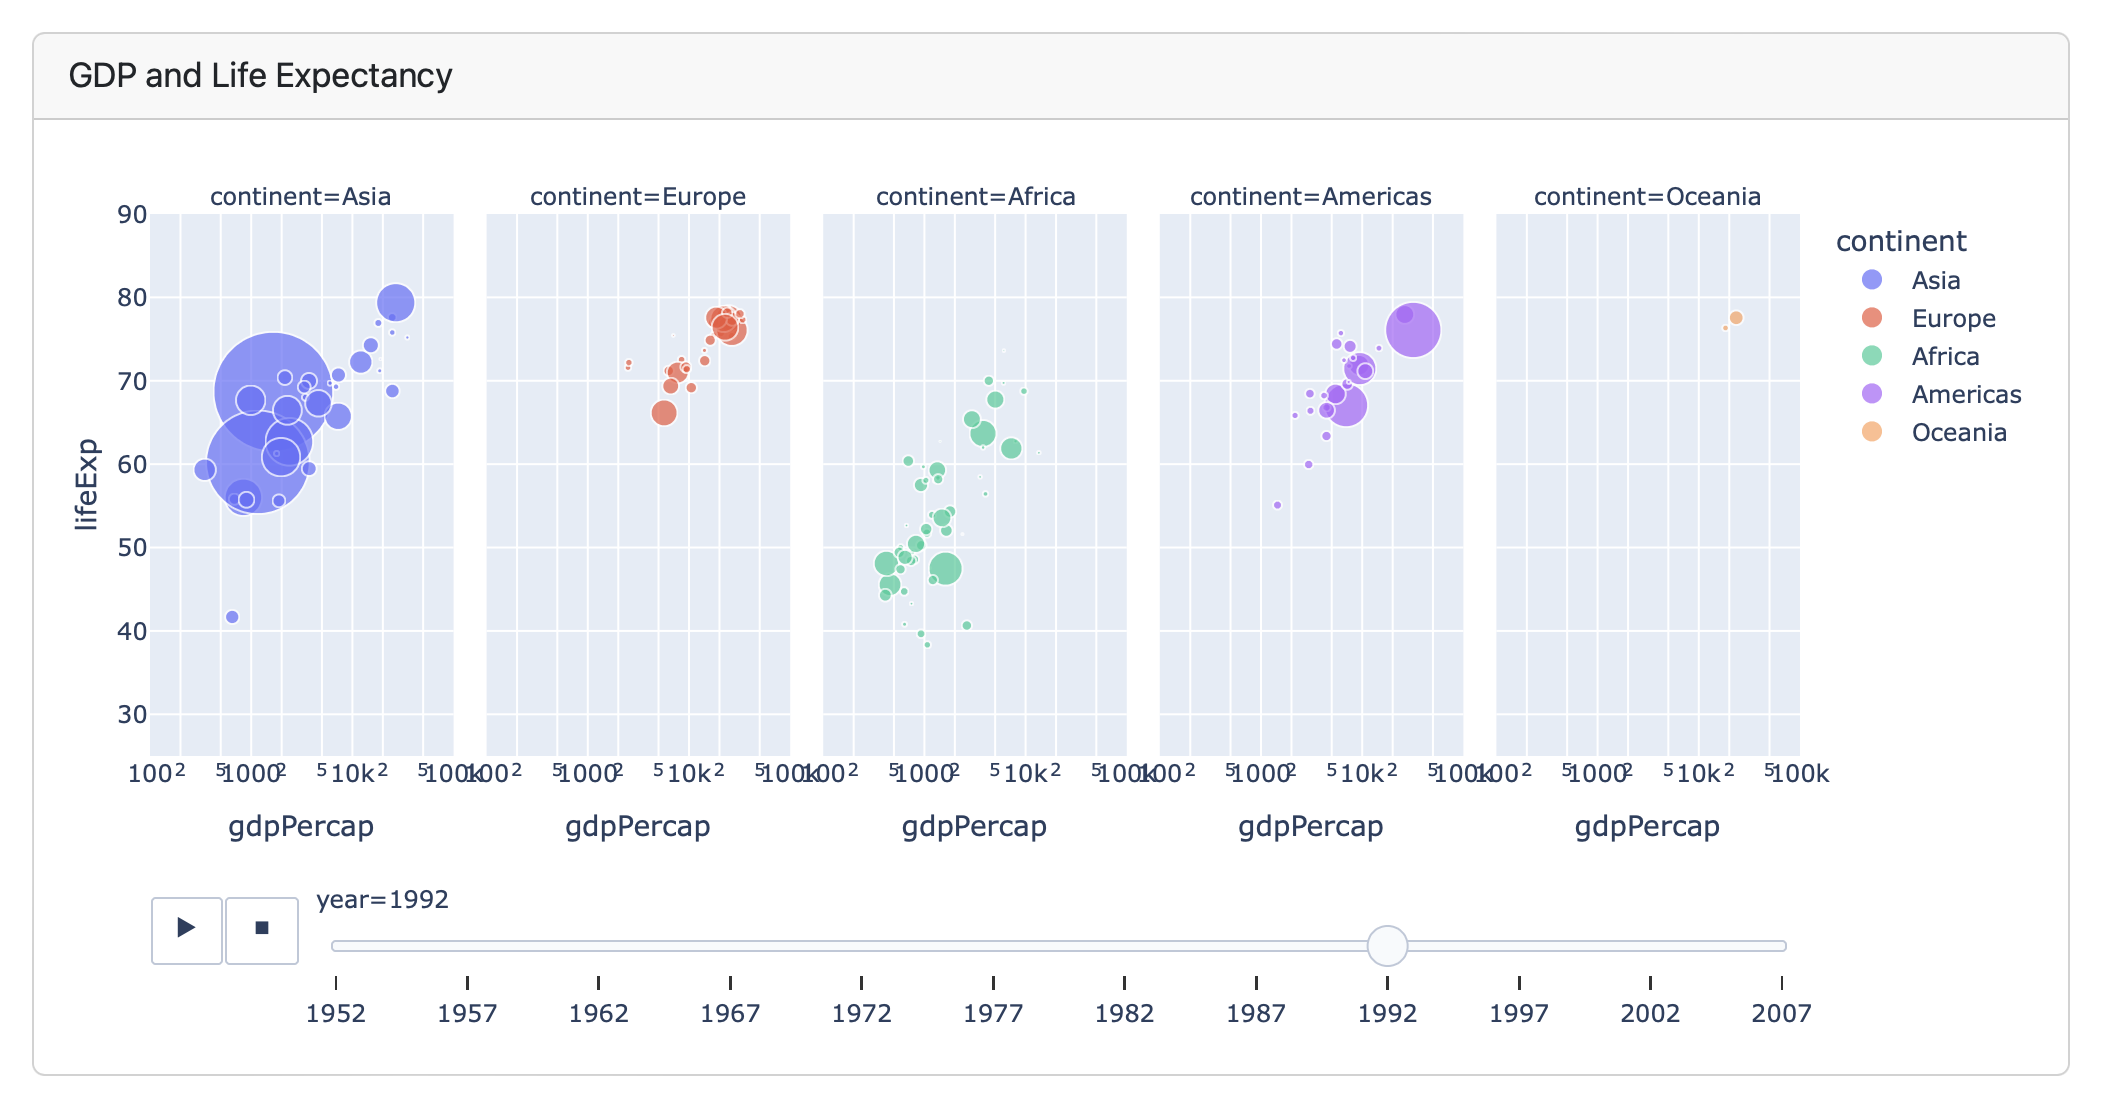 GDP and Life Expectancy
continent=Asia continent=Europe continent=Africa continent=Americas continent=Oceania
continent
Asia
Europe
Africa
Americas
Oceania
90
80
70
60
50
40
30
lifeExp
100 2 5 1000 2 5 10k 2 5 100k 100 2 5 1000 2 5 10k 2 5 100k 100 2 5 1000 2 5 10k 2 5 100k 100 2 5 1000 2 5 10k 2 5 100k 100 2 5 1000 2 5 10k 2 5 100k
gdpPercap gdpPercap gdpPercap gdpPercap gdpPercap
year=1992
1952 1957 1962 1967 1972 1977 1982 1987 1992 1997 2002 2007